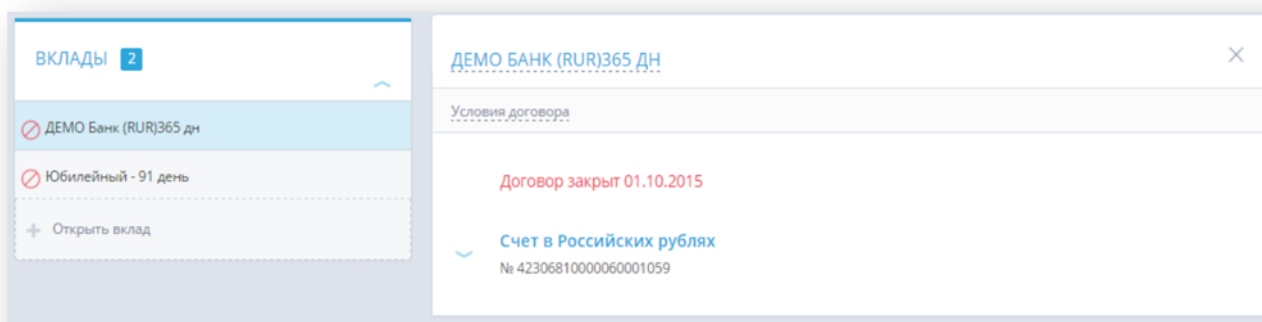 ВКЛАДЫ 2
ДЕМО Банк (RUR)365 дн
Юбилейный - 91 день
Открыть вклад
ДЕМО БАНК (RUR)365 ДН
Условия договора
Договор закрыт 01.10.2015
Счет в Российских рублях
№ 42306810000060001059